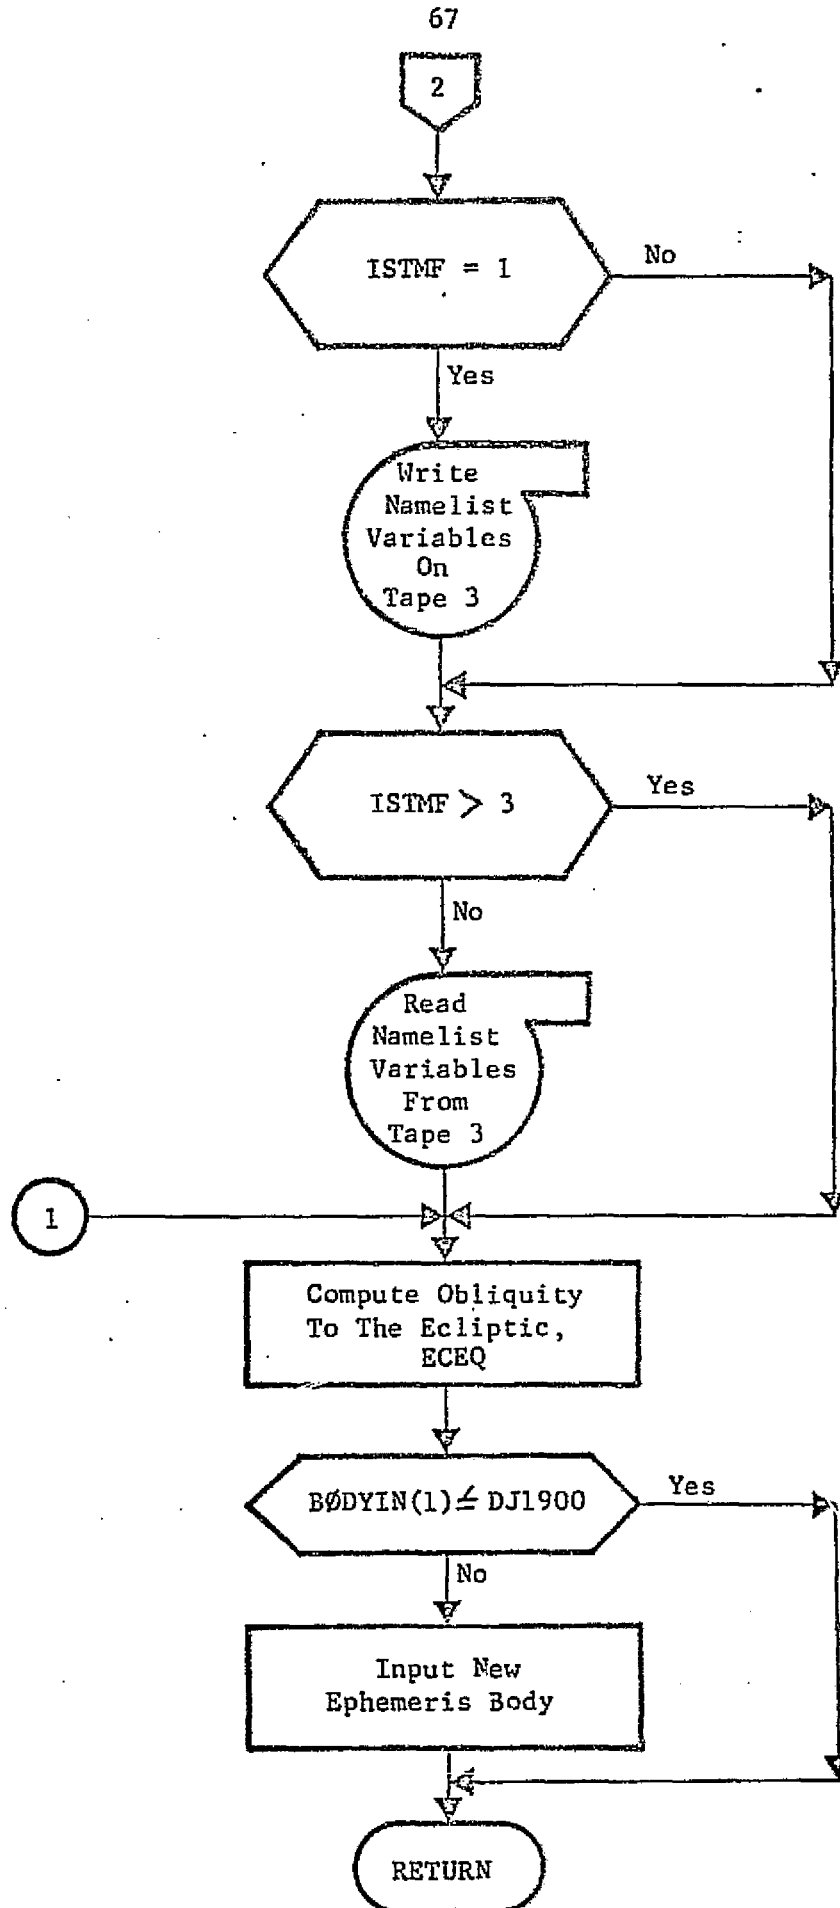 67
2
ISTMF = 1
No
Yes
Write
Namelist
Variables
On
Tape 3
ISTMF > 3
Yes
No
Read
Namelist
Variables
From
Tape 3
1
Compute Obliquity
To The Ecliptic,
ECEQ
BØDYIN(1) ≤ DJ1900
Yes
No
Input New
Ephemeris Body
RETURN